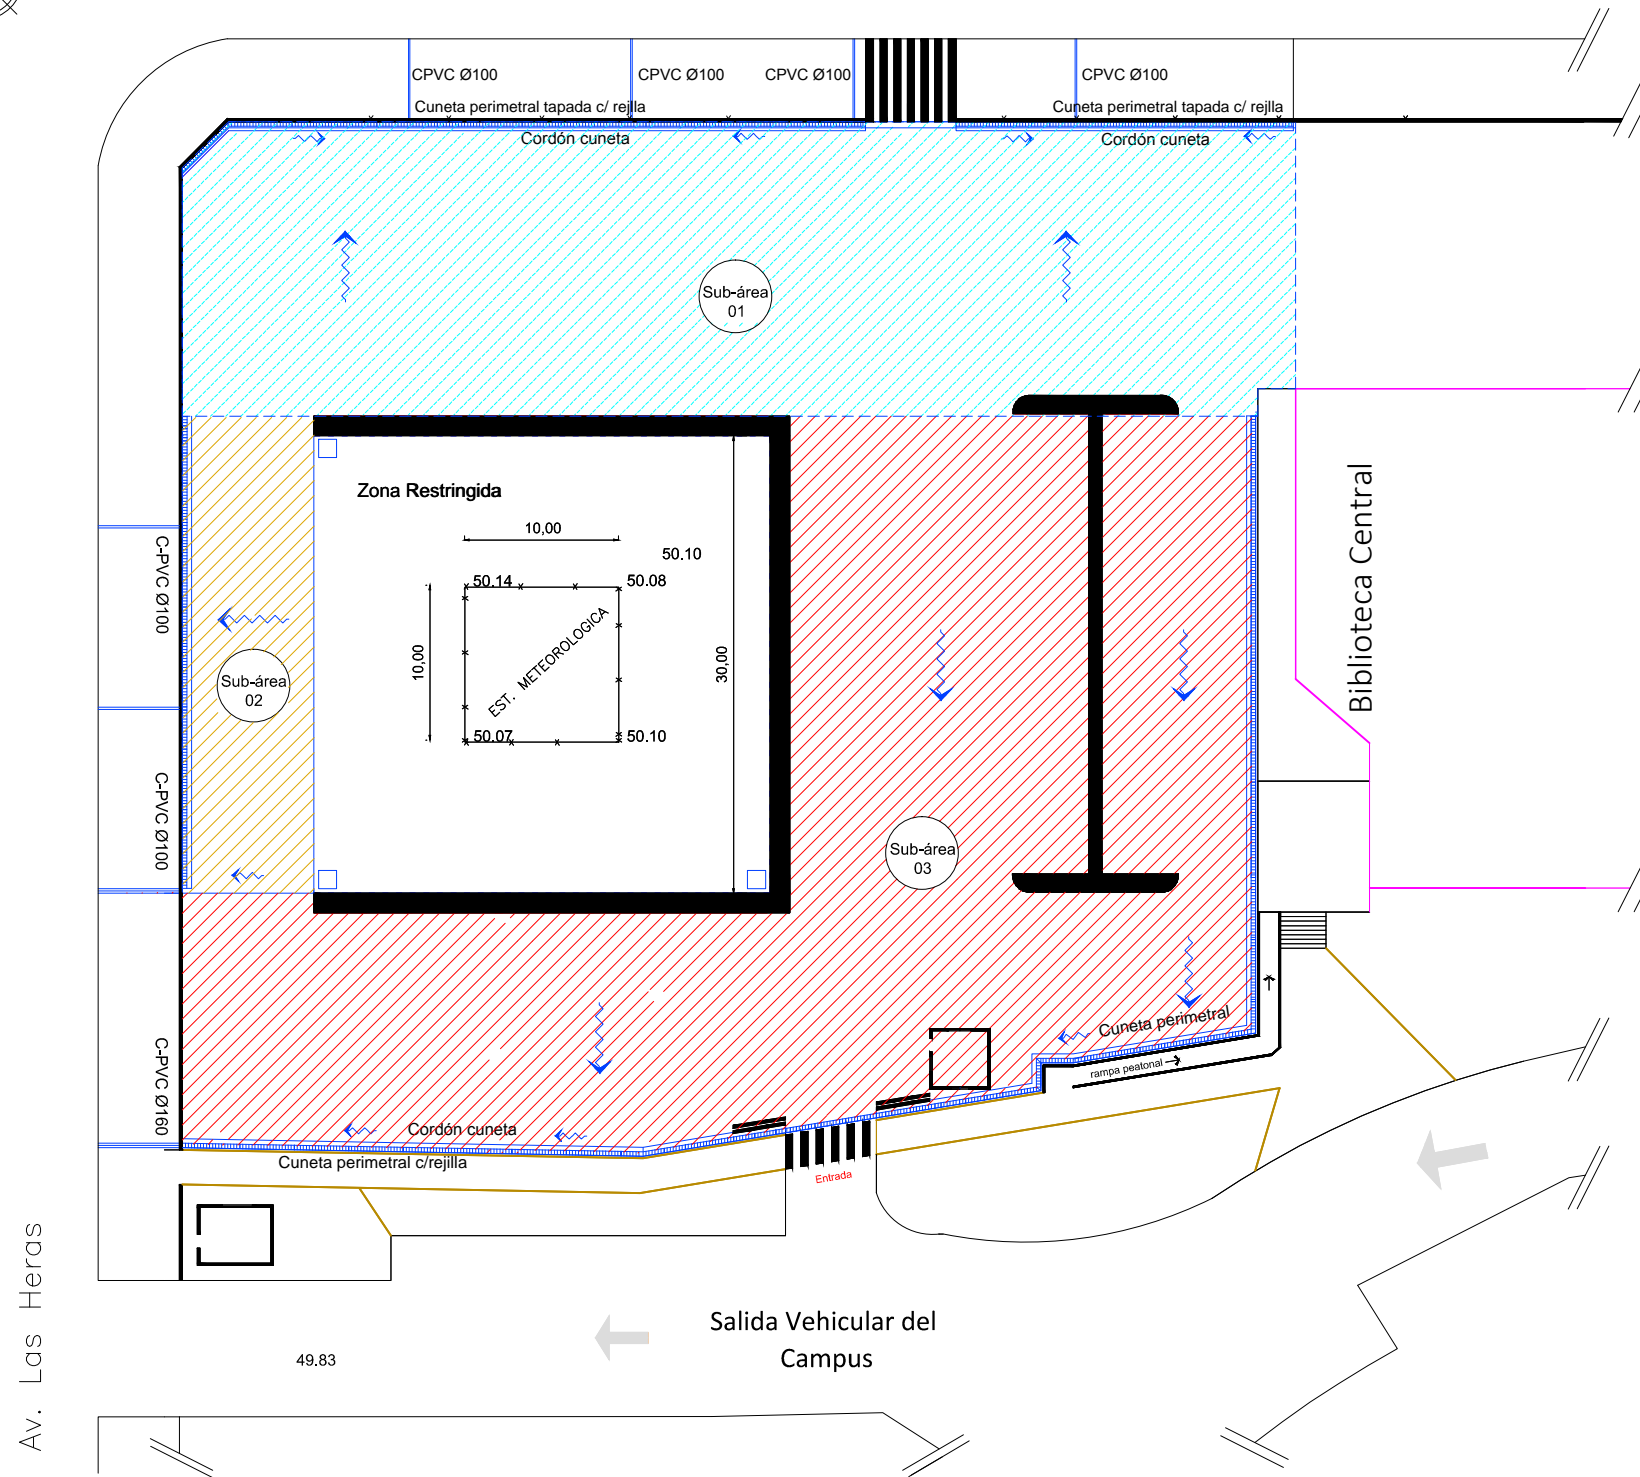 CPVC Ø100
CPVC Ø100
CPVC Ø100
CPVC Ø100
Cuneta perimetral tapada c/ rejlla
Cuneta perimetral tapada c/ rejlla
Cordón cuneta
Cordón cuneta
Sub-área
01
Zona Restringida
10,00
50.10
50.14
50.08
10,00
EST. METEOROLOGICA
30,00
50.07
50.10
C-PVC Ø100
Sub-área
02
C-PVC Ø100
Sub-área
03
Biblioteca Central
C-PVC Ø160
Cuneta perimetral
rampa peatonal
Cordón cuneta
Cuneta perimetral c/rejilla
Entrada
Av. Las Heras
Salida Vehicular del
Campus
49.83